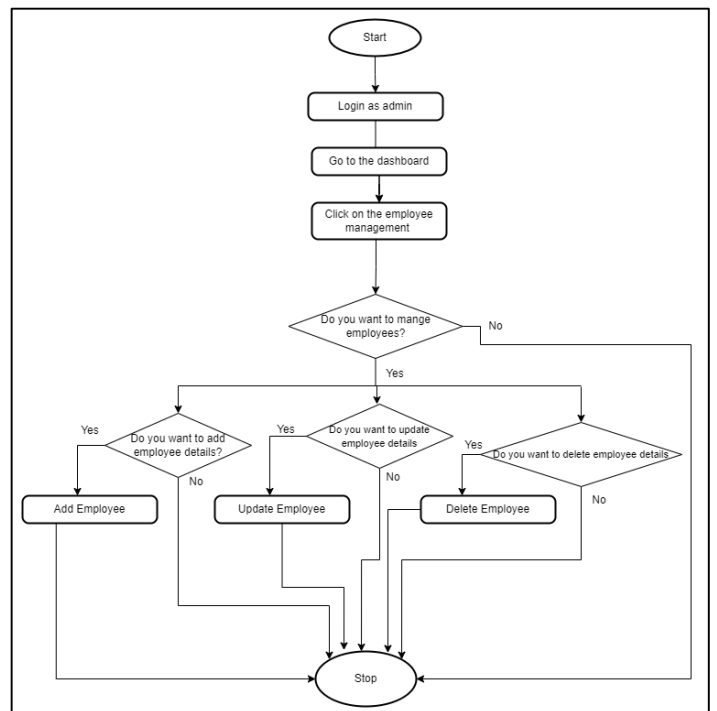 Start
Login as admin
Go to the dashboard
Click on the employee
management
Do you want to mange
employees?
No
Yes
Yes
Do you want to add
employee details?
No
Yes
Do you want to update
employee details
No
Yes
Do you want to delete employee details
No
Add Employee
Update Employee
Delete Employee
Stop